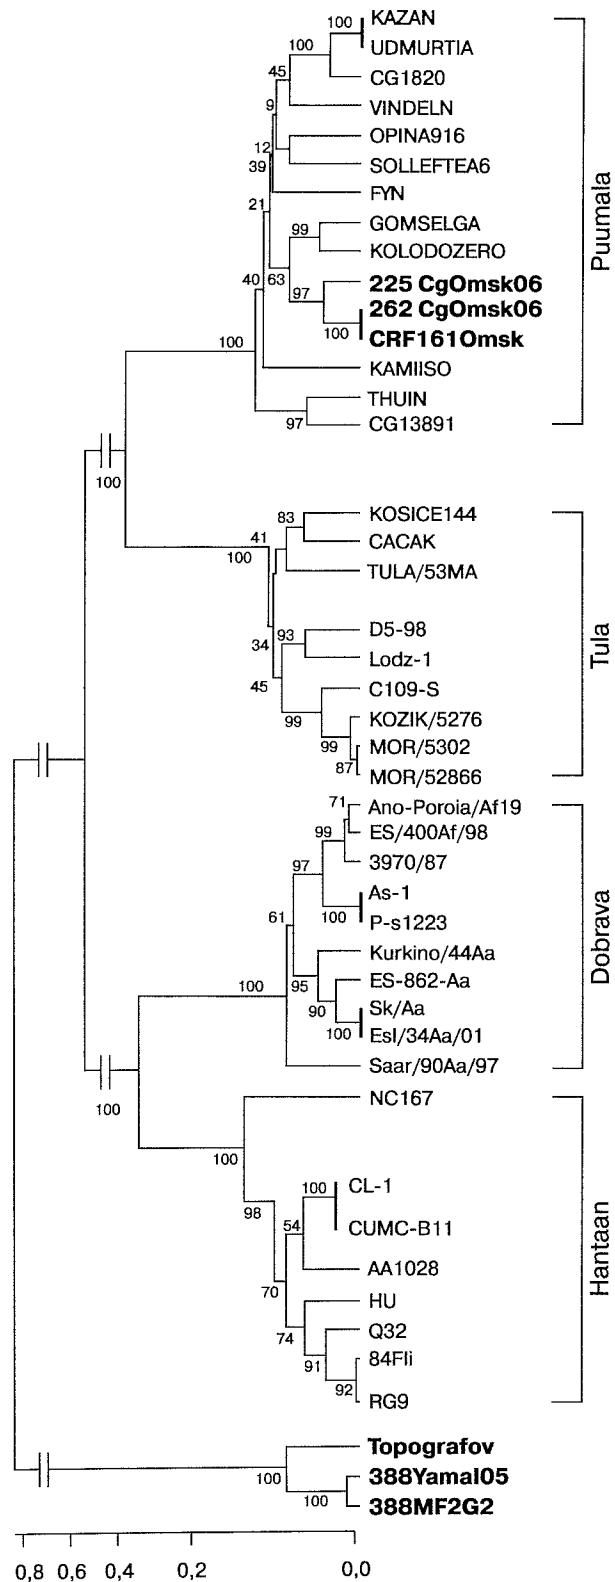 KAZAN
100
UDMURTIA
100
CG1820
45
VINDELN
9
OPINA916
12
SOLLEFTEA6
39
FYN
21
GOMSELGA
99
KOLODOZERO
40
63
225 CgOmsk06
97
262 CgOmsk06
100
CRF161Omsk
100
KAMIISO
THUIN
97
CG13891
Puumala
100
KOSICE144
83
CACAK
41
100
TULA/53MA
D5-98
93
34
Lodz-1
45
C109-S
99
KOZIK/5276
99
MOR/5302
87
MOR/52866
Tula
71
Ano-Poroia/Af19
99
ES/400Af/98
3970/87
97
As-1
100
P-s1223
61
Kurkino/44Aa
95
ES-862-Aa
100
90
Sk/Aa
100
Esl/34Aa/01
Saar/90Aa/97
Dobrava
100
NC167
100
100
CL-1
98
54
CUMC-B11
AA1028
70
HU
74
Q32
91
84Fli
92
RG9
Hantaan
Topografov
100
388Yamal05
100
388MF2G2
0,8 0,6 0,4 0,2 0,0